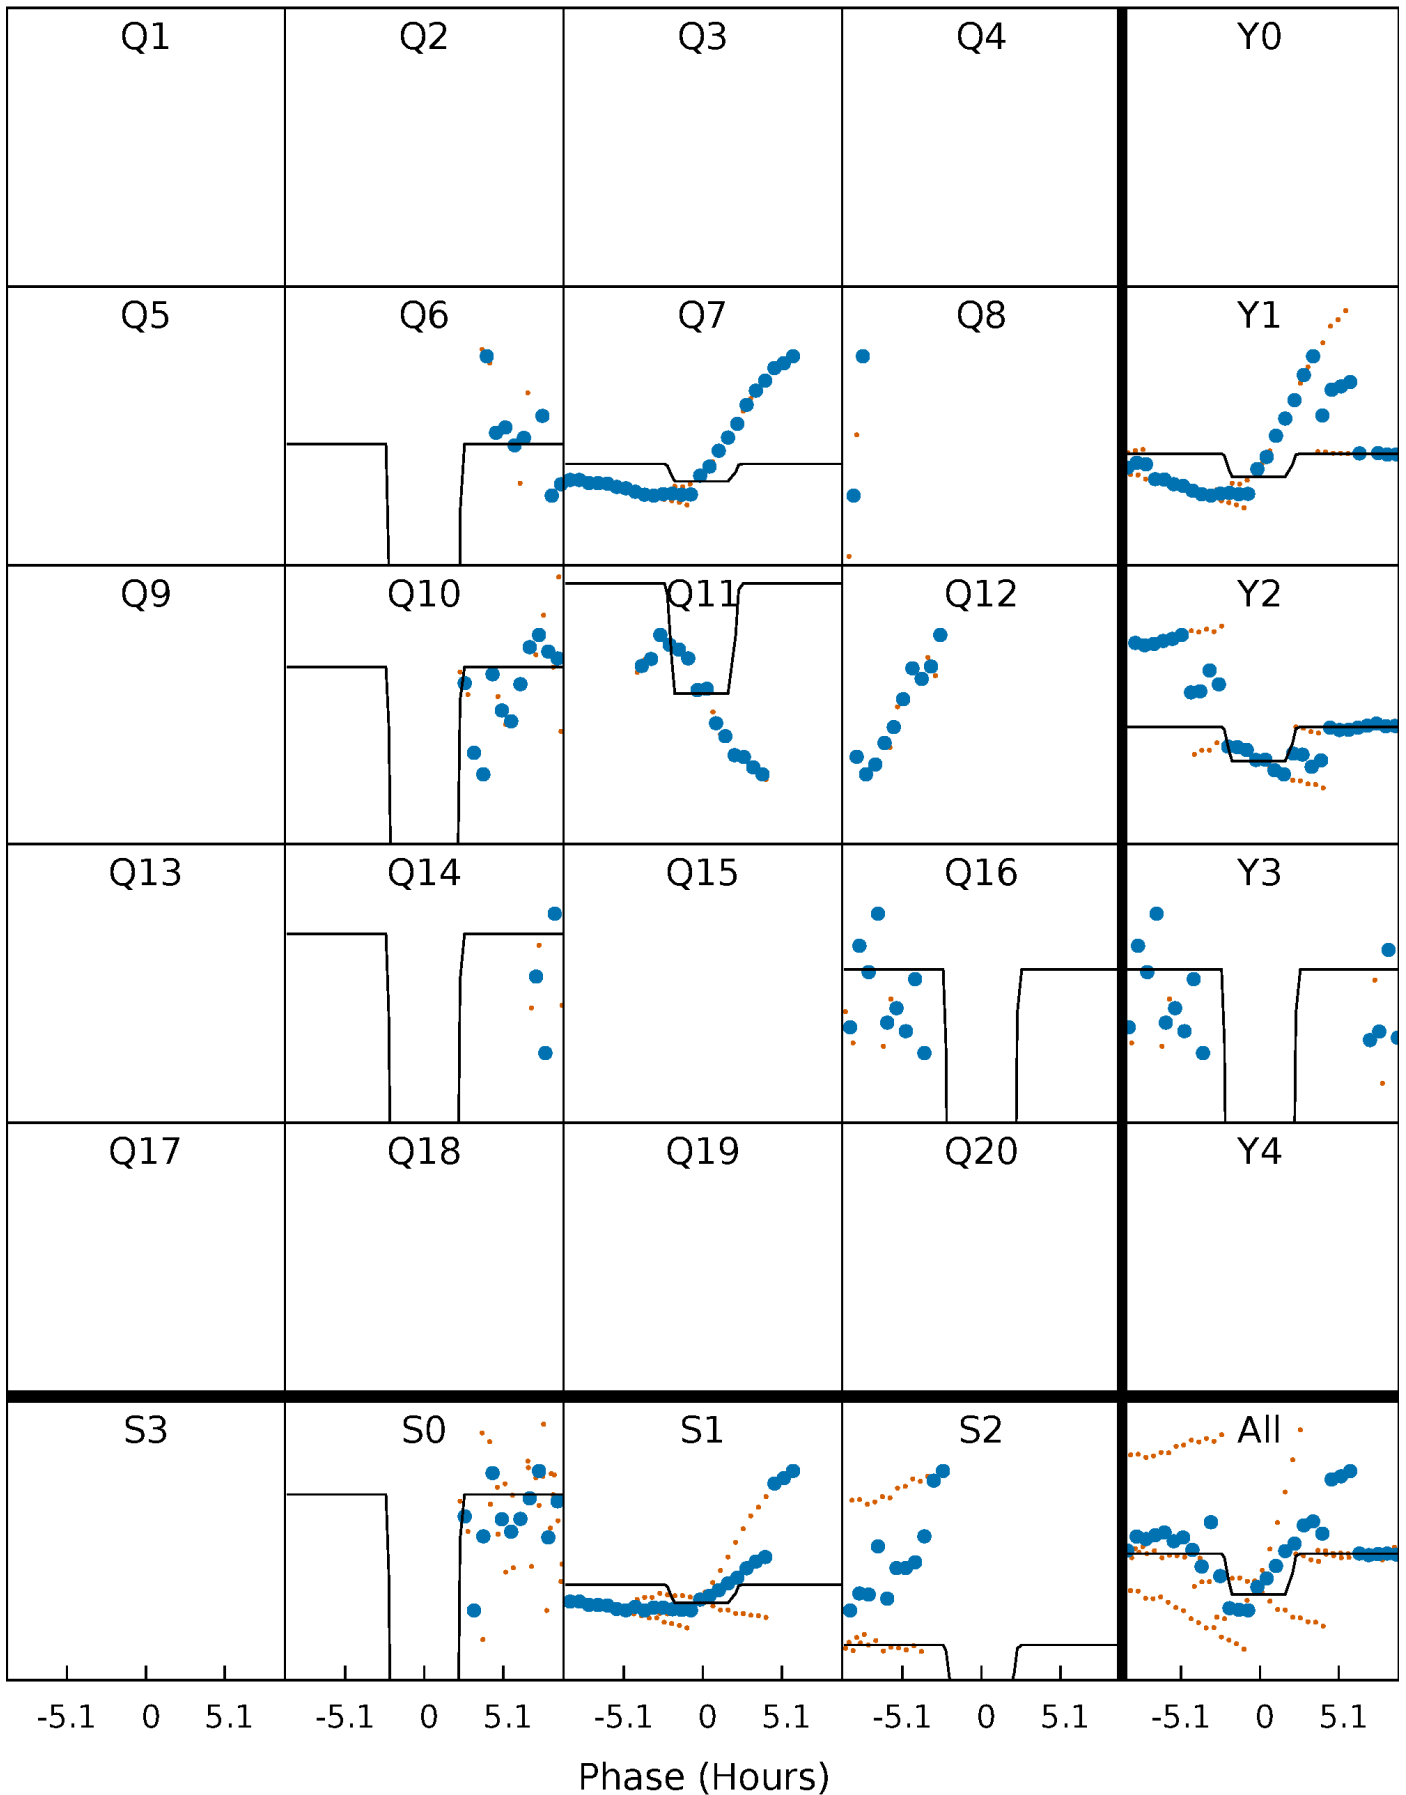 Q1 Q2 Q3 Q4 Y0
Q5 Q6 Q7 Q8 Y1
Q9 Q10 Q11 Q12 Y2
Q13 Q14 Q15 Q16 Y3
Q17 Q18 Q19 Q20 Y4
S3 S0 S1 S2 All
-5.1 0 5.1 -5.1 0 5.1 -5.1 0 5.1 -5.1 0 5.1 -5.1 0 5.1
Phase (Hours)